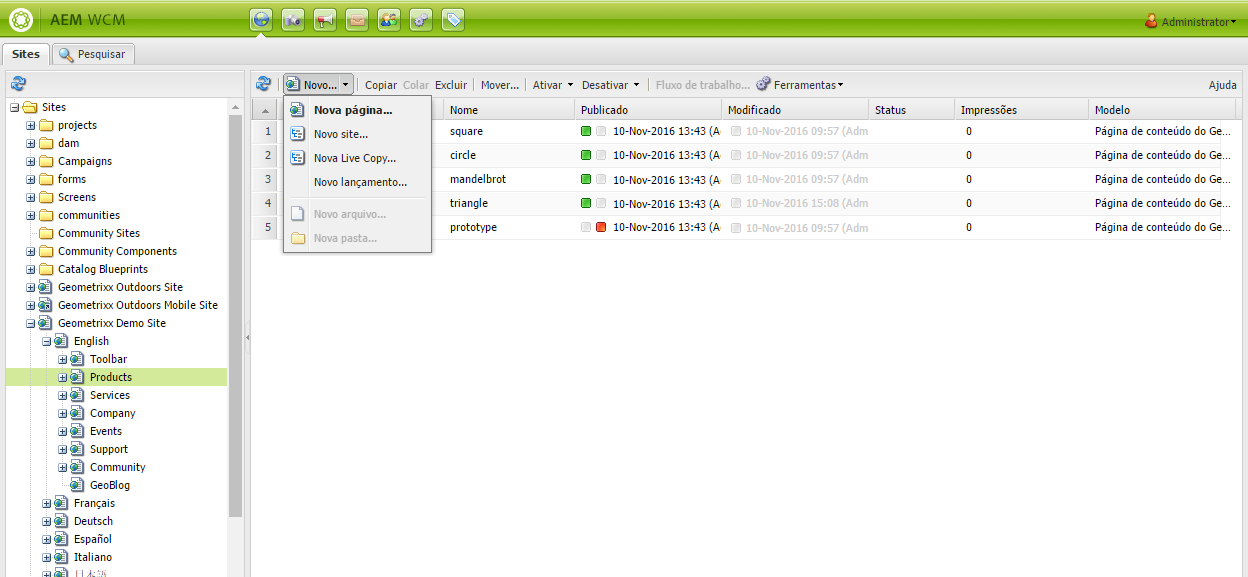 AEM WCM
Administrator
Sites
Pesquisar
Novo...
Copiar Colar Excluir Mover... Ativar Desativar Fluxo de trabalho... Ferramentas Ajuda
Sites
projects
dam
Campaigns
forms
Screens
communities
Community Sites
Community Components
Catalog Blueprints
Geometrixx Outdoors Site
Geometrixx Outdoors Mobile Site
Geometrixx Demo Site
English
Toolbar
Products
Services
Company
Events
Support
Community
GeoBlog
Français
Deutsch
Español
Italiano
日本語
Nova página...
Novo site...
Nova Live Copy...
Novo lançamento...
Novo arquivo...
Nova pasta...
Nome Publicado Modificado Status Impressões Modelo
1 square 10-Nov-2016 13:43 (A 10-Nov-2016 09:57 (Adm 0 Página de conteúdo do Ge...
2 circle 10-Nov-2016 13:43 (A 10-Nov-2016 09:57 (Adm 0 Página de conteúdo do Ge...
3 mandelbrot 10-Nov-2016 13:43 (A 10-Nov-2016 09:57 (Adm 0 Página de conteúdo do Ge...
4 triangle 10-Nov-2016 13:43 (A 10-Nov-2016 15:08 (Adm 0 Página de conteúdo do Ge...
5 prototype 10-Nov-2016 13:43 (A 10-Nov-2016 09:57 (Adm 0 Página de conteúdo do Ge...